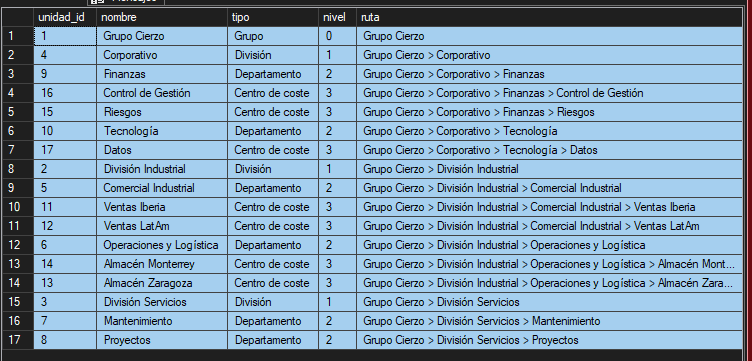 Mensajes
unidad_id nombre tipo nivel ruta
1 1 Grupo Cierzo Grupo 0 Grupo Cierzo
2 4 Corporativo División 1 Grupo Cierzo > Corporativo
3 9 Finanzas Departamento 2 Grupo Cierzo > Corporativo > Finanzas
4 16 Control de Gestión Centro de coste 3 Grupo Cierzo > Corporativo > Finanzas > Control de Gestión
5 15 Riesgos Centro de coste 3 Grupo Cierzo > Corporativo > Finanzas > Riesgos
6 10 Tecnología Departamento 2 Grupo Cierzo > Corporativo > Tecnología
7 17 Datos Centro de coste 3 Grupo Cierzo > Corporativo > Tecnología > Datos
8 2 División Industrial División 1 Grupo Cierzo > División Industrial
9 5 Comercial Industrial Departamento 2 Grupo Cierzo > División Industrial > Comercial Industrial
10 11 Ventas Iberia Centro de coste 3 Grupo Cierzo > División Industrial > Comercial Industrial > Ventas Iberia
11 12 Ventas LatAm Centro de coste 3 Grupo Cierzo > División Industrial > Comercial Industrial > Ventas LatAm
12 6 Operaciones y Logística Departamento 2 Grupo Cierzo > División Industrial > Operaciones y Logística
13 14 Almacén Monterrey Centro de coste 3 Grupo Cierzo > División Industrial > Operaciones y Logística > Almacén Mont...
14 13 Almacén Zaragoza Centro de coste 3 Grupo Cierzo > División Industrial > Operaciones y Logística > Almacén Zara...
15 3 División Servicios División 1 Grupo Cierzo > División Servicios
16 7 Mantenimiento Departamento 2 Grupo Cierzo > División Servicios > Mantenimiento
17 8 Proyectos Departamento 2 Grupo Cierzo > División Servicios > Proyectos